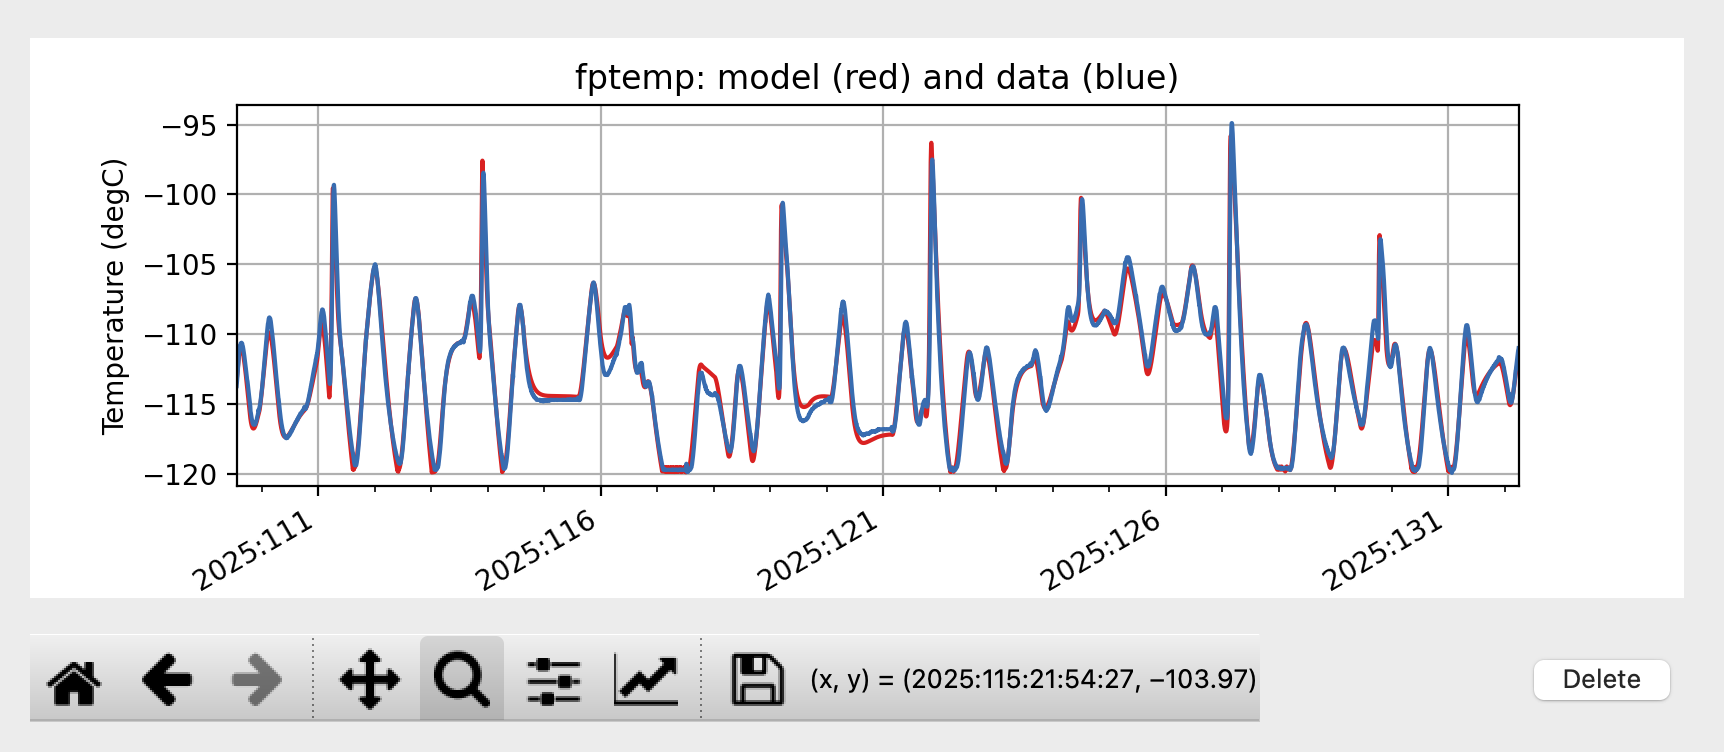 fptemp: model (red) and data (blue)
Temperature (degC)
−95
−100
−105
−110
−115
−120
2025:111
2025:116
2025:121
2025:126
2025:131
(x, y) = (2025:115:21:54:27, −103.97)
Delete